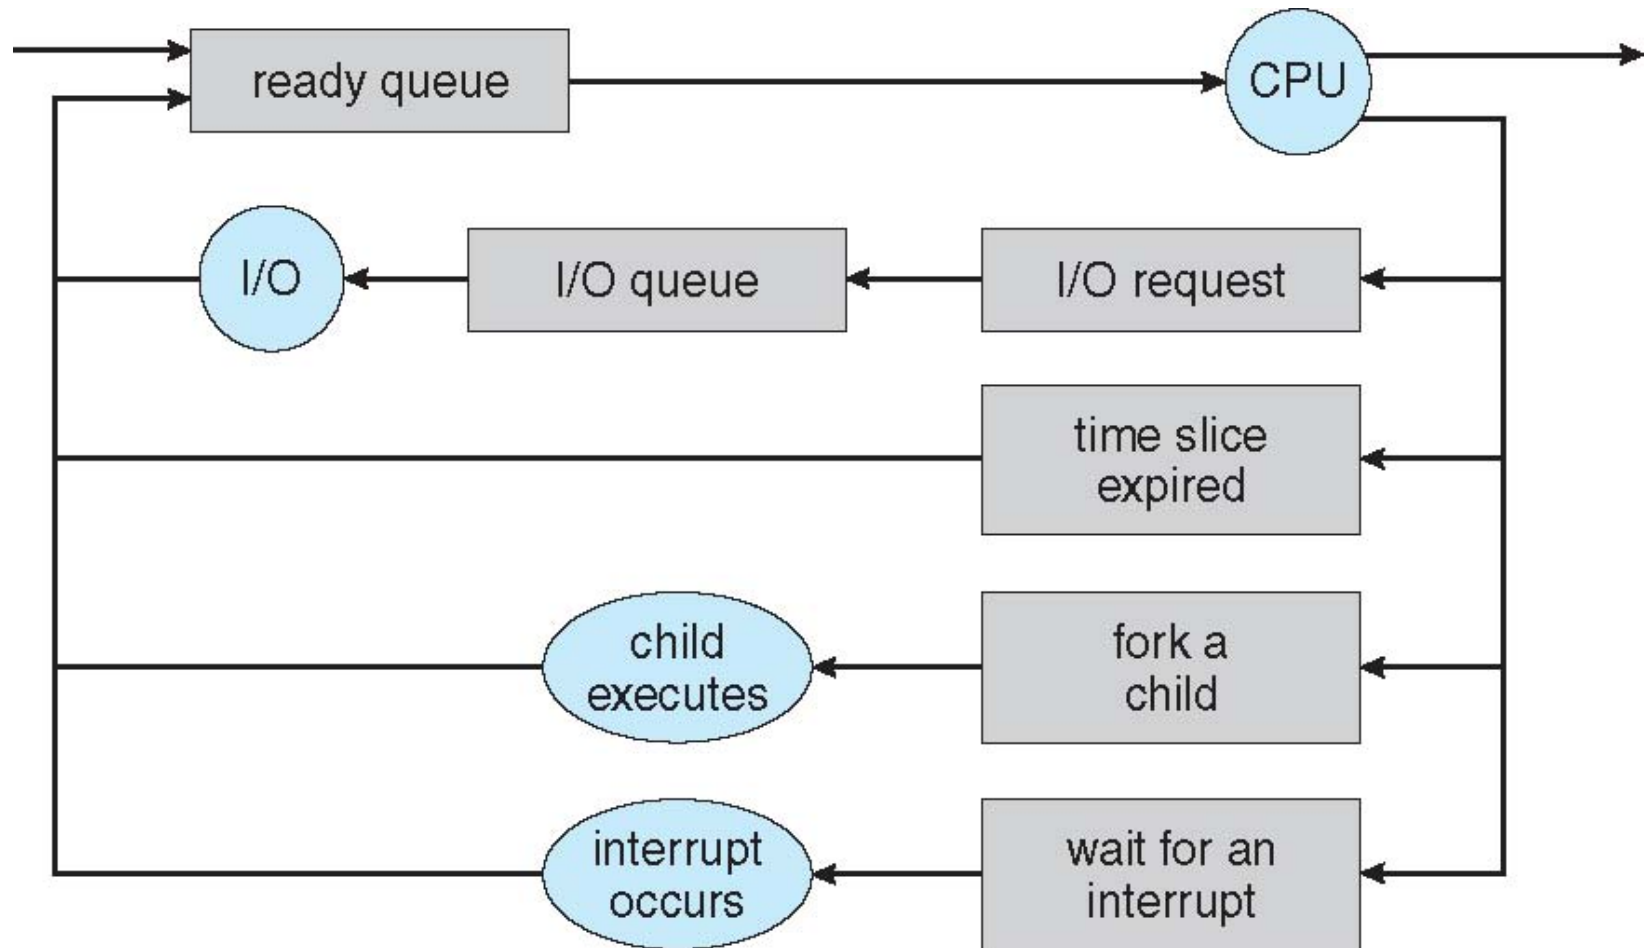 ready queue
CPU
I/O
I/O queue
I/O request
time slice
expired
child
executes
fork a
child
interrupt
occurs
wait for an
interrupt